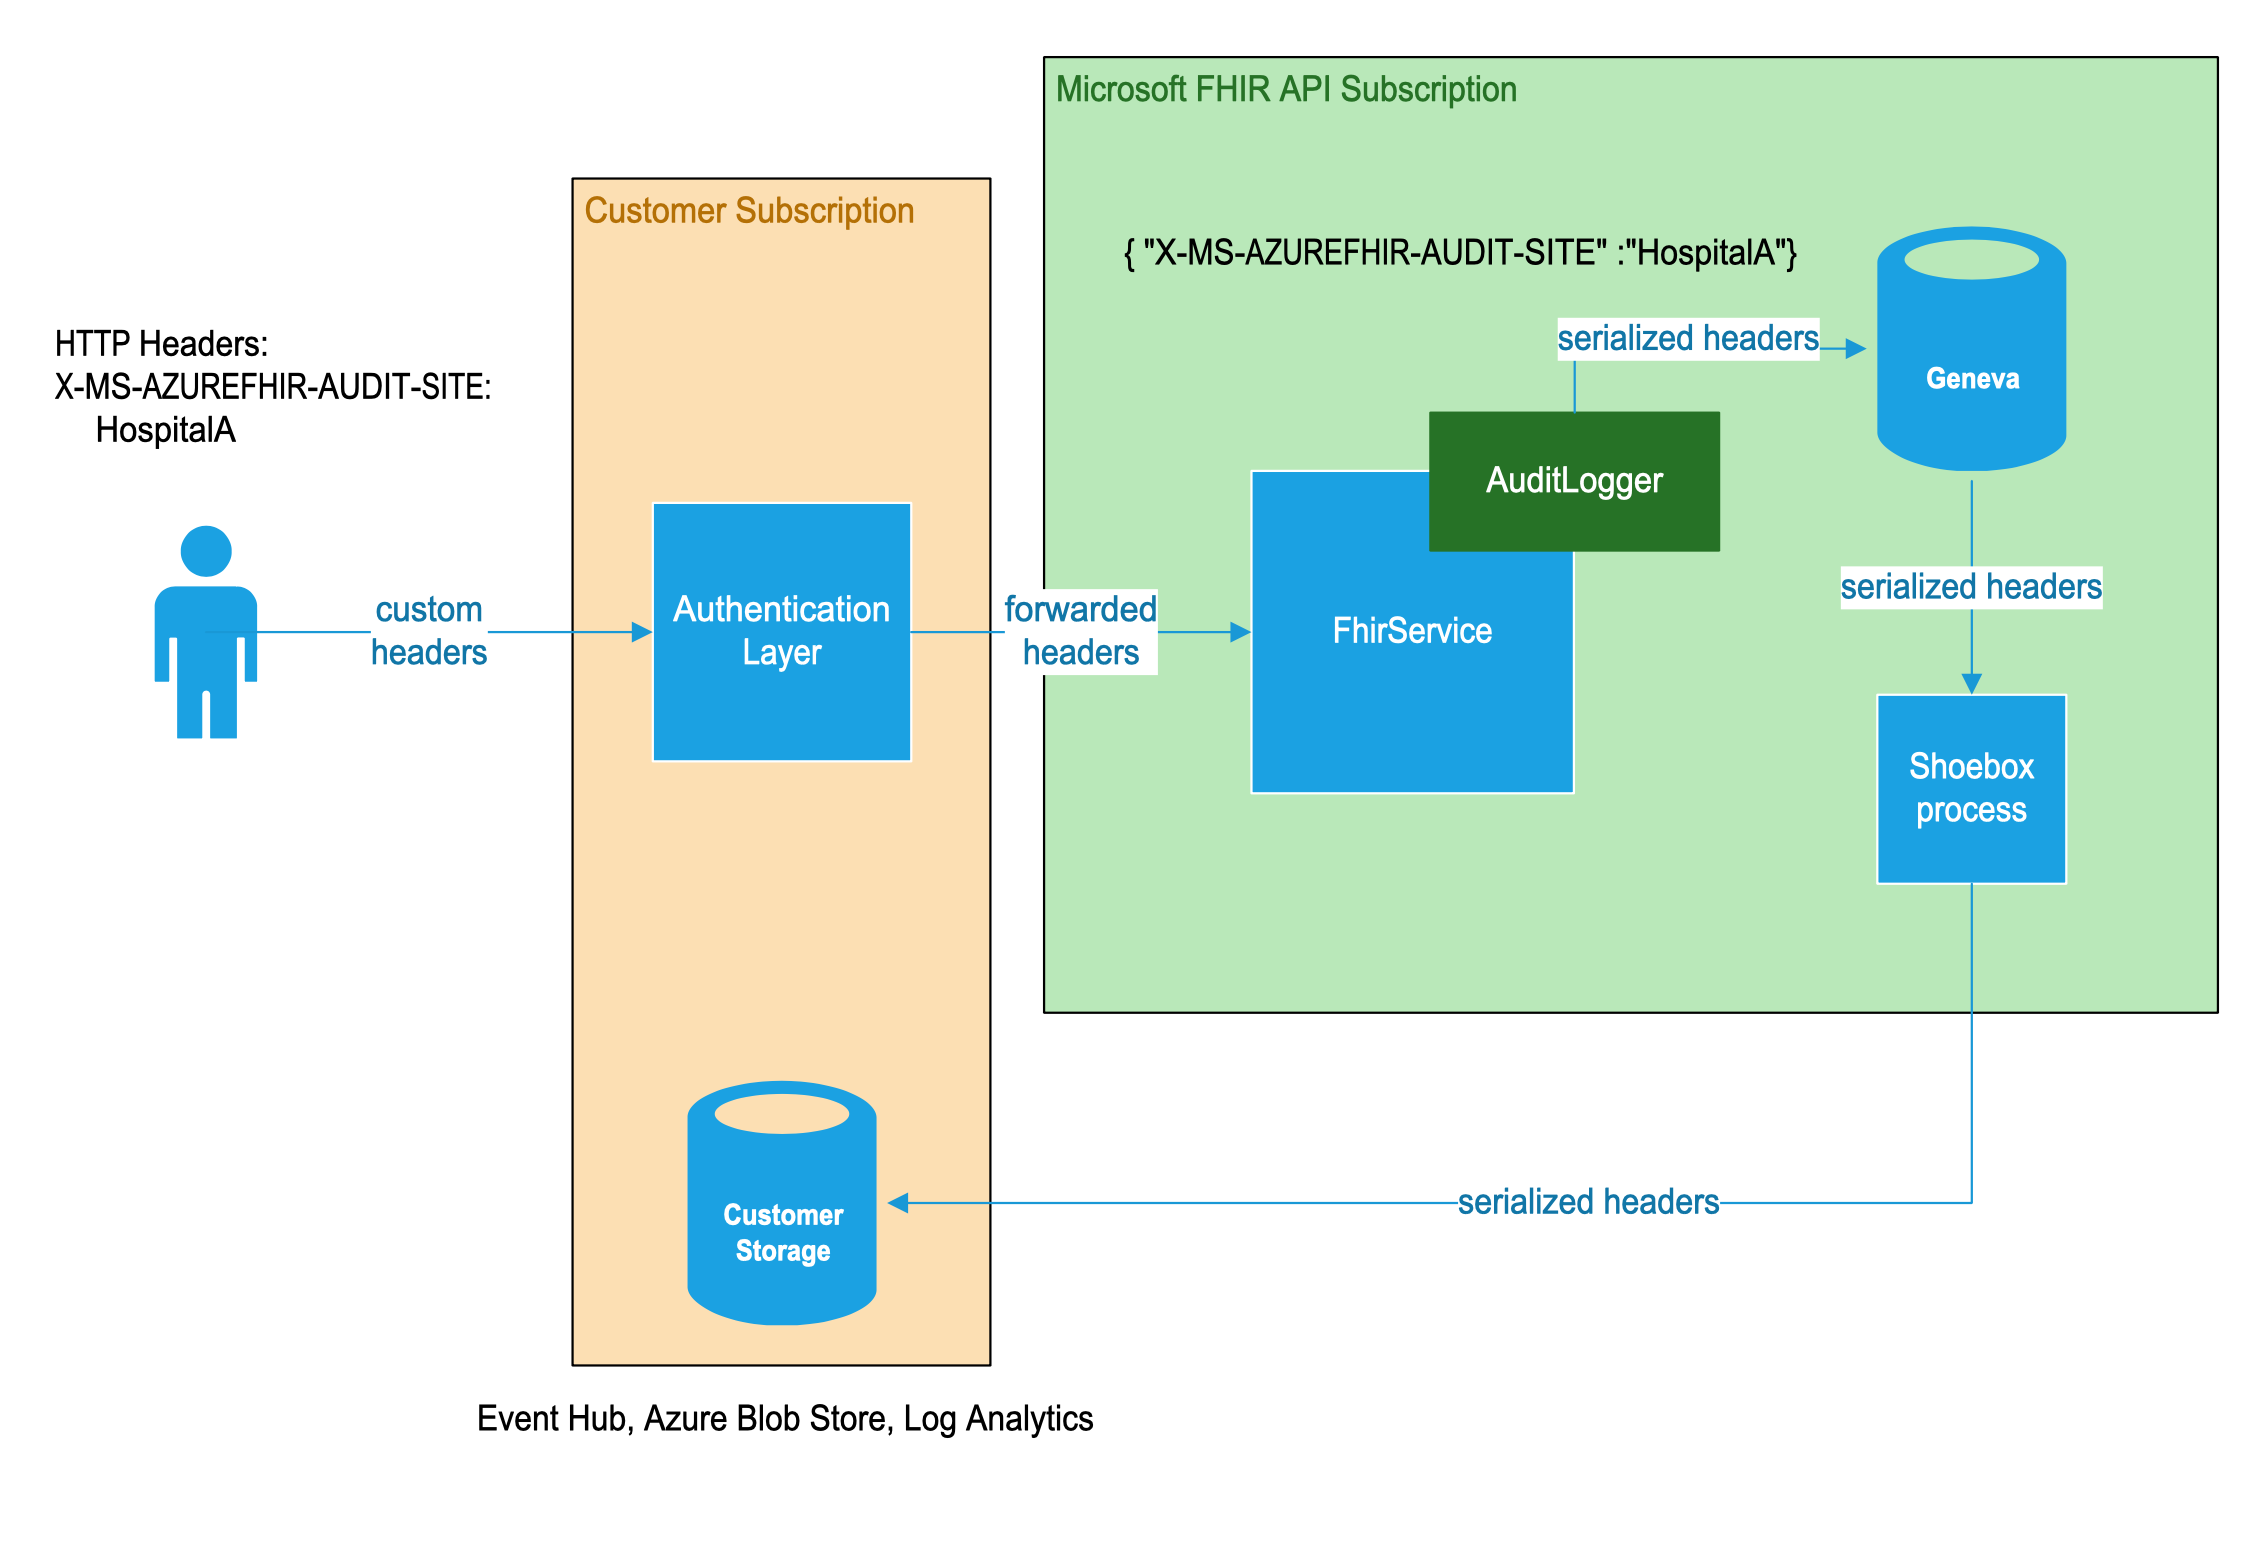 Microsoft FHIR API Subscription
Customer Subscription
{ "X-MS-AZUREFHIR-AUDIT-SITE" :"HospitalA"}
HTTP Headers:
X-MS-AZUREFHIR-AUDIT-SITE:
HospitalA
serialized headers
Geneva
AuditLogger
custom
headers
Authentication
Layer
forwarded
headers
FhirService
serialized headers
Shoebox
process
serialized headers
Customer
Storage
Event Hub, Azure Blob Store, Log Analytics